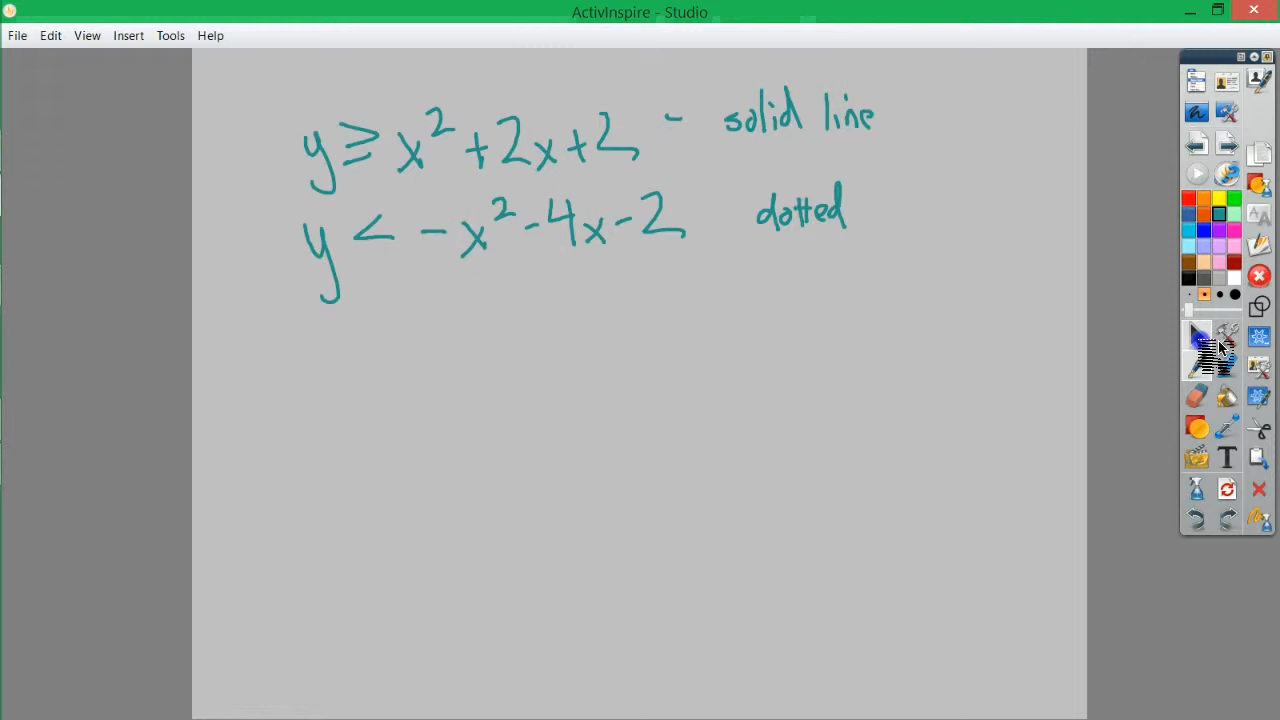 ActivInspire - Studio
File Edit View Insert Tools Help
y ≥ x² + 2x + 2 - solid line
y < - x² - 4x - 2 dotted